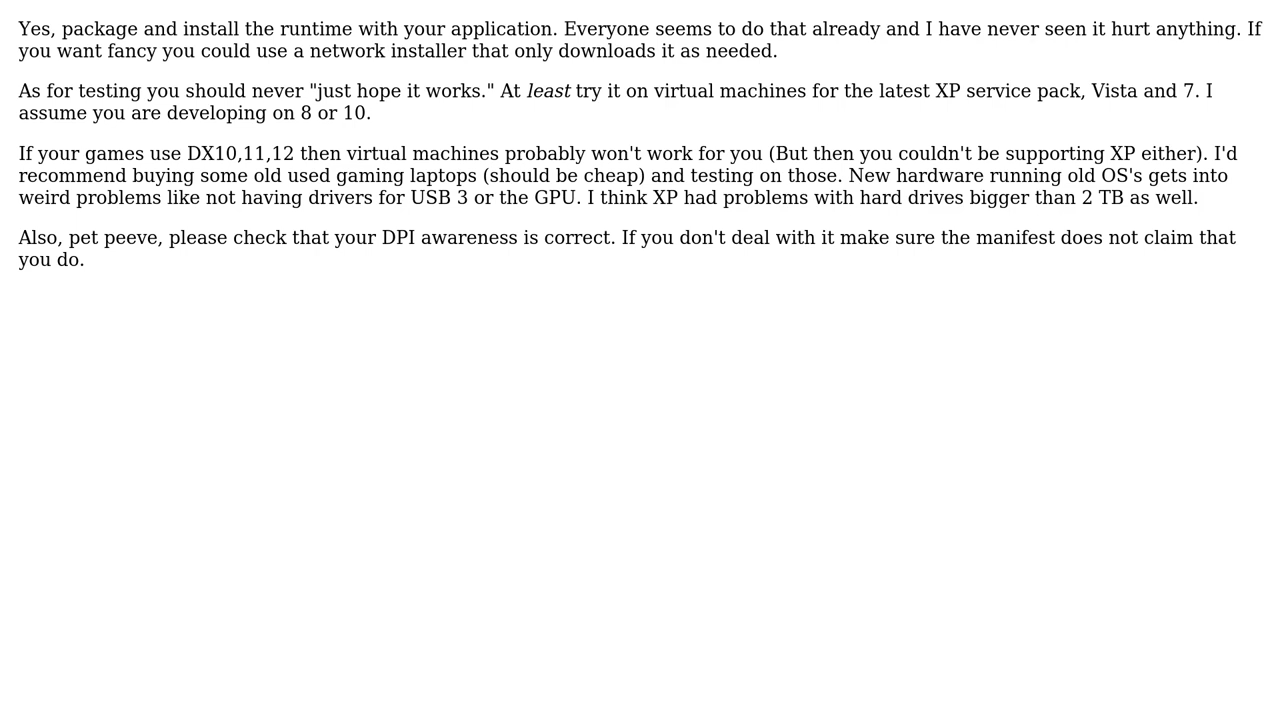 Yes, package and install the runtime with your application. Everyone seems to do that already and I have never seen it hurt anything. If
you want fancy you could use a network installer that only downloads it as needed.
As for testing you should never "just hope it works." At least try it on virtual machines for the latest XP service pack, Vista and 7. I
assume you are developing on 8 or 10.
If your games use DX10,11,12 then virtual machines probably won't work for you (But then you couldn't be supporting XP either). I'd
recommend buying some old used gaming laptops (should be cheap) and testing on those. New hardware running old OS's gets into
weird problems like not having drivers for USB 3 or the GPU. I think XP had problems with hard drives bigger than 2 TB as well.
Also, pet peeve, please check that your DPI awareness is correct. If you don't deal with it make sure the manifest does not claim that
you do.